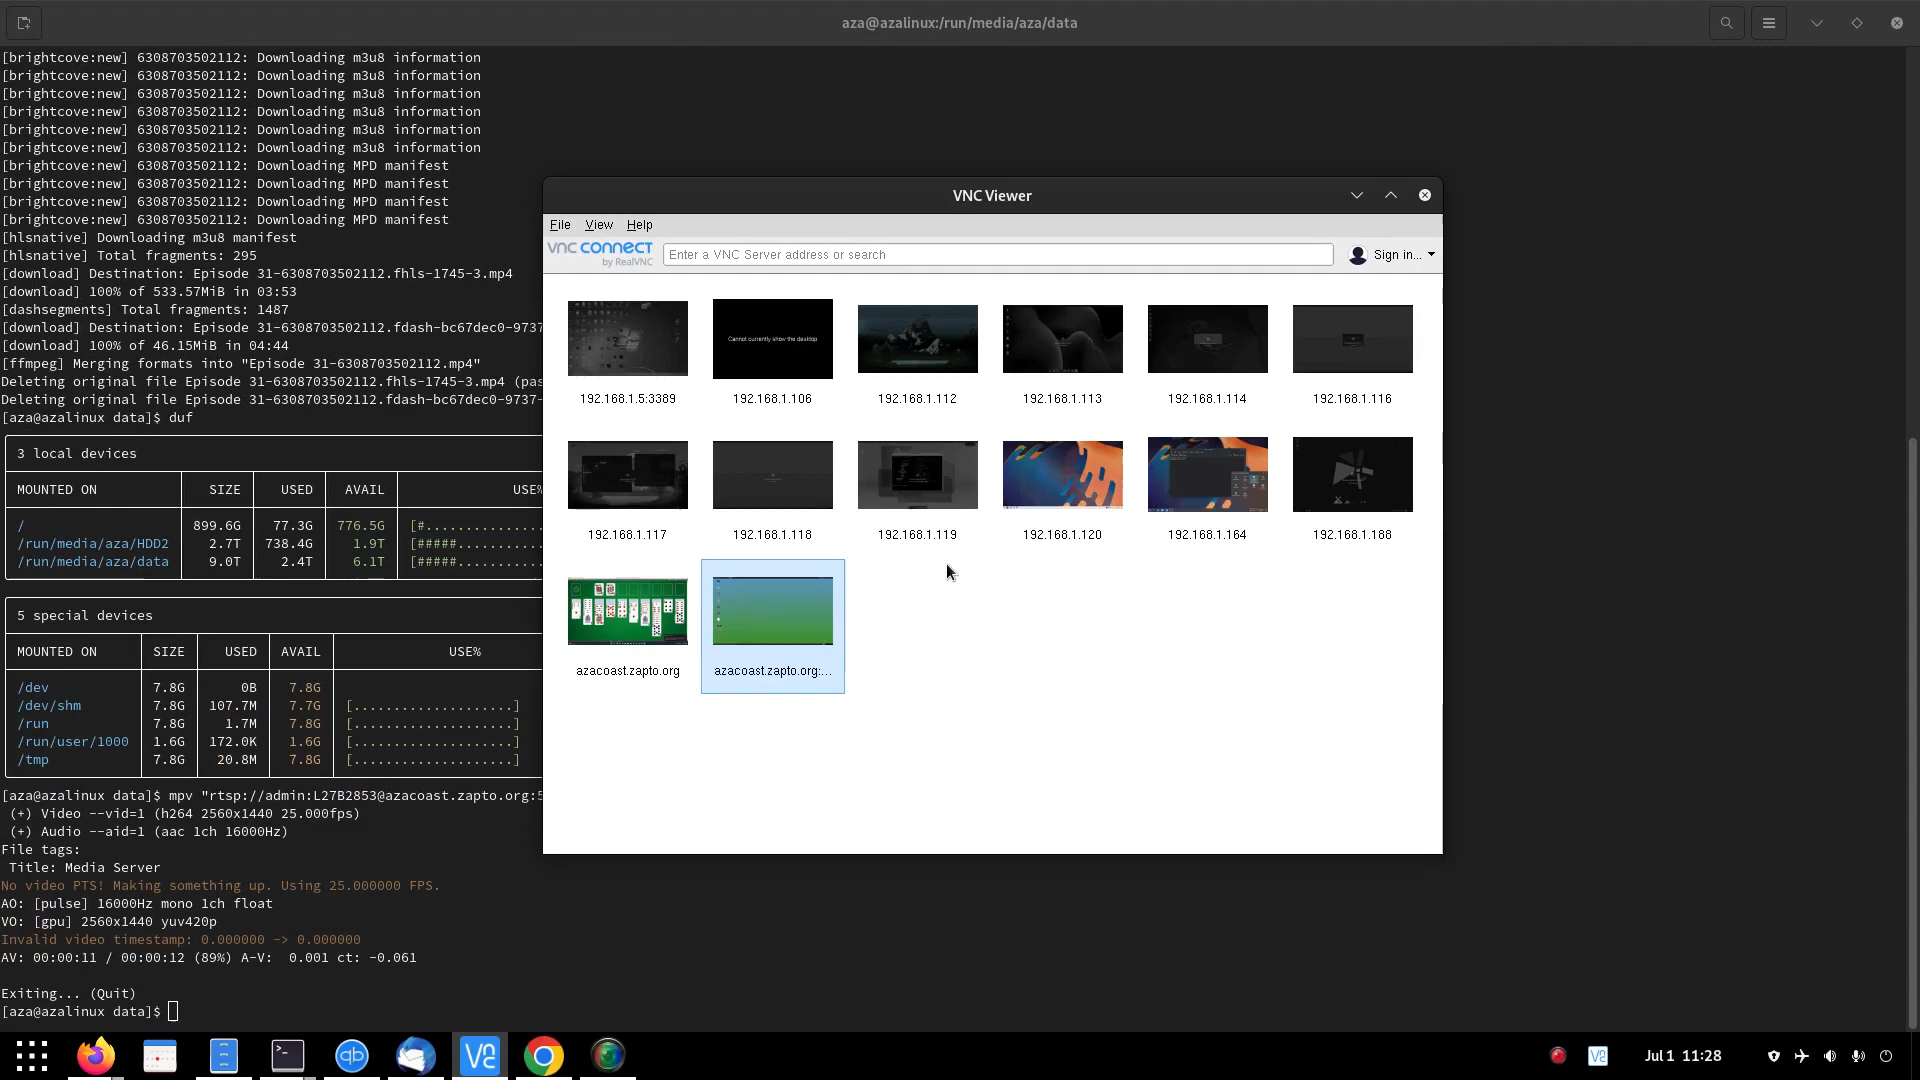 aza@azalinux:/run/media/aza/data
[brightcove:new] 6308703502112: Downloading m3u8 information
[brightcove:new] 6308703502112: Downloading m3u8 information
[brightcove:new] 6308703502112: Downloading m3u8 information
[brightcove:new] 6308703502112: Downloading m3u8 information
[brightcove:new] 6308703502112: Downloading m3u8 information
[brightcove:new] 6308703502112: Downloading m3u8 information
[brightcove:new] 6308703502112: Downloading MPD manifest
[brightcove:new] 6308703502112: Downloading MPD manifest
[brightcove:new] 6308703502112: Downloading MPD manifest
[brightcove:new] 6308703502112: Downloading MPD manifest
[hlsnative] Downloading m3u8 manifest
[hlsnative] Total fragments: 295
[download] Destination: Episode 31-6308703502112.fhls-1745-3.mp4
[download] 100% of 533.57MiB in 03:53
[dashsegments] Total fragments: 1487
[download] Destination: Episode 31-6308703502112.fdash-bc67dec0-9737
[download] 100% of 46.15MiB in 04:44
[ffmpeg] Merging formats into "Episode 31-6308703502112.mp4"
Deleting original file Episode 31-6308703502112.fhls-1745-3.mp4 (pas
Deleting original file Episode 31-6308703502112.fdash-bc67dec0-9737-
[aza@azalinux data]$ duf
3 local devices
MOUNTED ON SIZE USED AVAIL USE%
/ 899.6G 77.3G 776.5G [#...............
/run/media/aza/HDD2 2.7T 738.4G 1.9T [#####...........
/run/media/aza/data 9.0T 2.4T 6.1T [#####...........
5 special devices
MOUNTED ON SIZE USED AVAIL USE%
/dev 7.8G 0B 7.8G
/dev/shm 7.8G 107.7M 7.7G [....................]
/run 7.8G 1.7M 7.8G [....................]
/run/user/1000 1.6G 172.0K 1.6G [....................]
/tmp 7.8G 20.8M 7.8G [....................]
[aza@azalinux data]$ mpv "rtsp://admin:L27B2853@azacoast.zapto.org:5
(+) Video --vid=1 (h264 2560x1440 25.000fps)
(+) Audio --aid=1 (aac 1ch 16000Hz)
File tags:
Title: Media Server
No video PTS! Making something up. Using 25.000000 FPS.
AO: [pulse] 16000Hz mono 1ch float
VO: [gpu] 2560x1440 yuv420p
Invalid video timestamp: 0.000000 -> 0.000000
AV: 00:00:11 / 00:00:12 (89%) A-V: 0.001 ct: -0.061
Exiting... (Quit)
[aza@azalinux data]$
VNC Viewer
File View Help
vnc connect
by RealVNC
Enter a VNC Server address or search
Sign in...
Cannot currently show the desktop
192.168.1.5:3389 192.168.1.106 192.168.1.112 192.168.1.113 192.168.1.114 192.168.1.116
192.168.1.117 192.168.1.118 192.168.1.119 192.168.1.120 192.168.1.164 192.168.1.188
azacoast.zapto.org azacoast.zapto.org:...
Jul 1 11:28